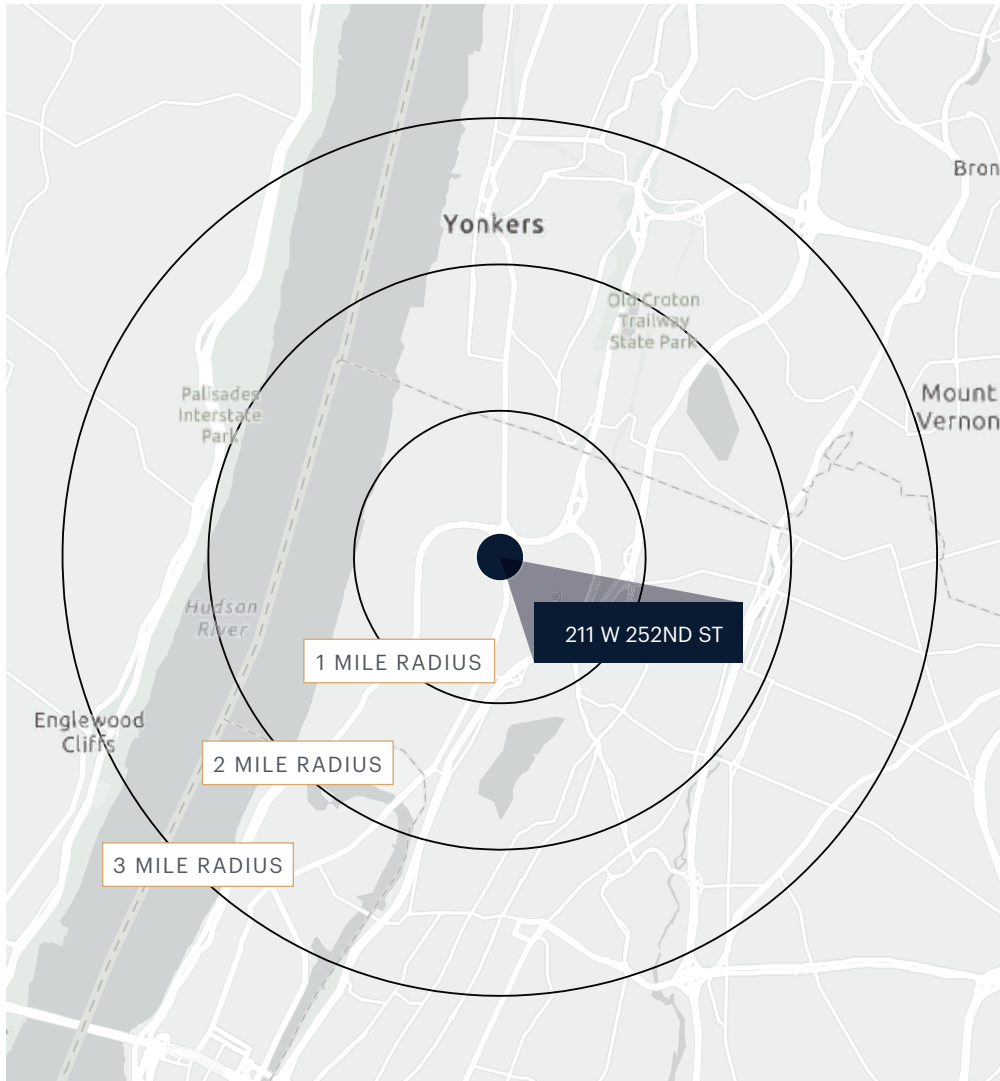 Bron
Yonkers
Old Croton
Trailway
State Park
Palisades
Interstate
Park
Mount
Vernon
Hudson
River
211 W 252ND ST
1 MILE RADIUS
Englewood
Cliffs
2 MILE RADIUS
3 MILE RADIUS